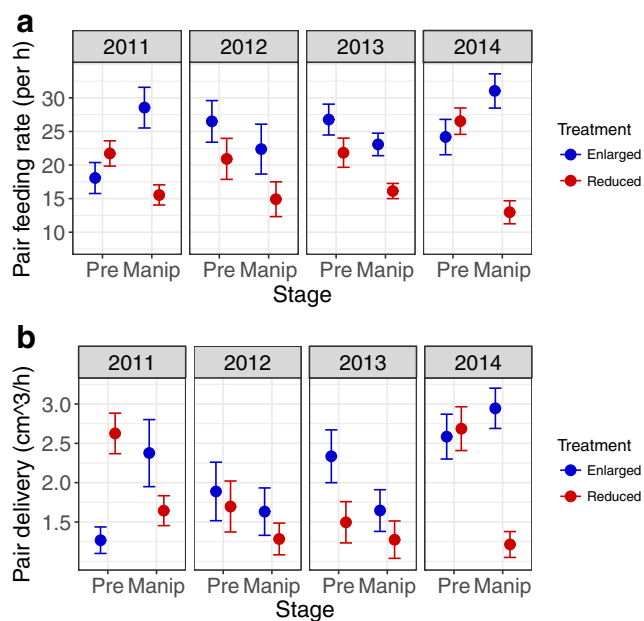 a
2011 2012 2013 2014
Pair feeding rate (per h)
30
25
20
15
10
Pre Manip Pre Manip Pre Manip Pre Manip
Stage
Treatment
Enlarged
Reduced
b
2011 2012 2013 2014
Pair delivery (cm^3/h)
3.0
2.5
2.0
1.5
Pre Manip Pre Manip Pre Manip Pre Manip
Stage
Treatment
Enlarged
Reduced